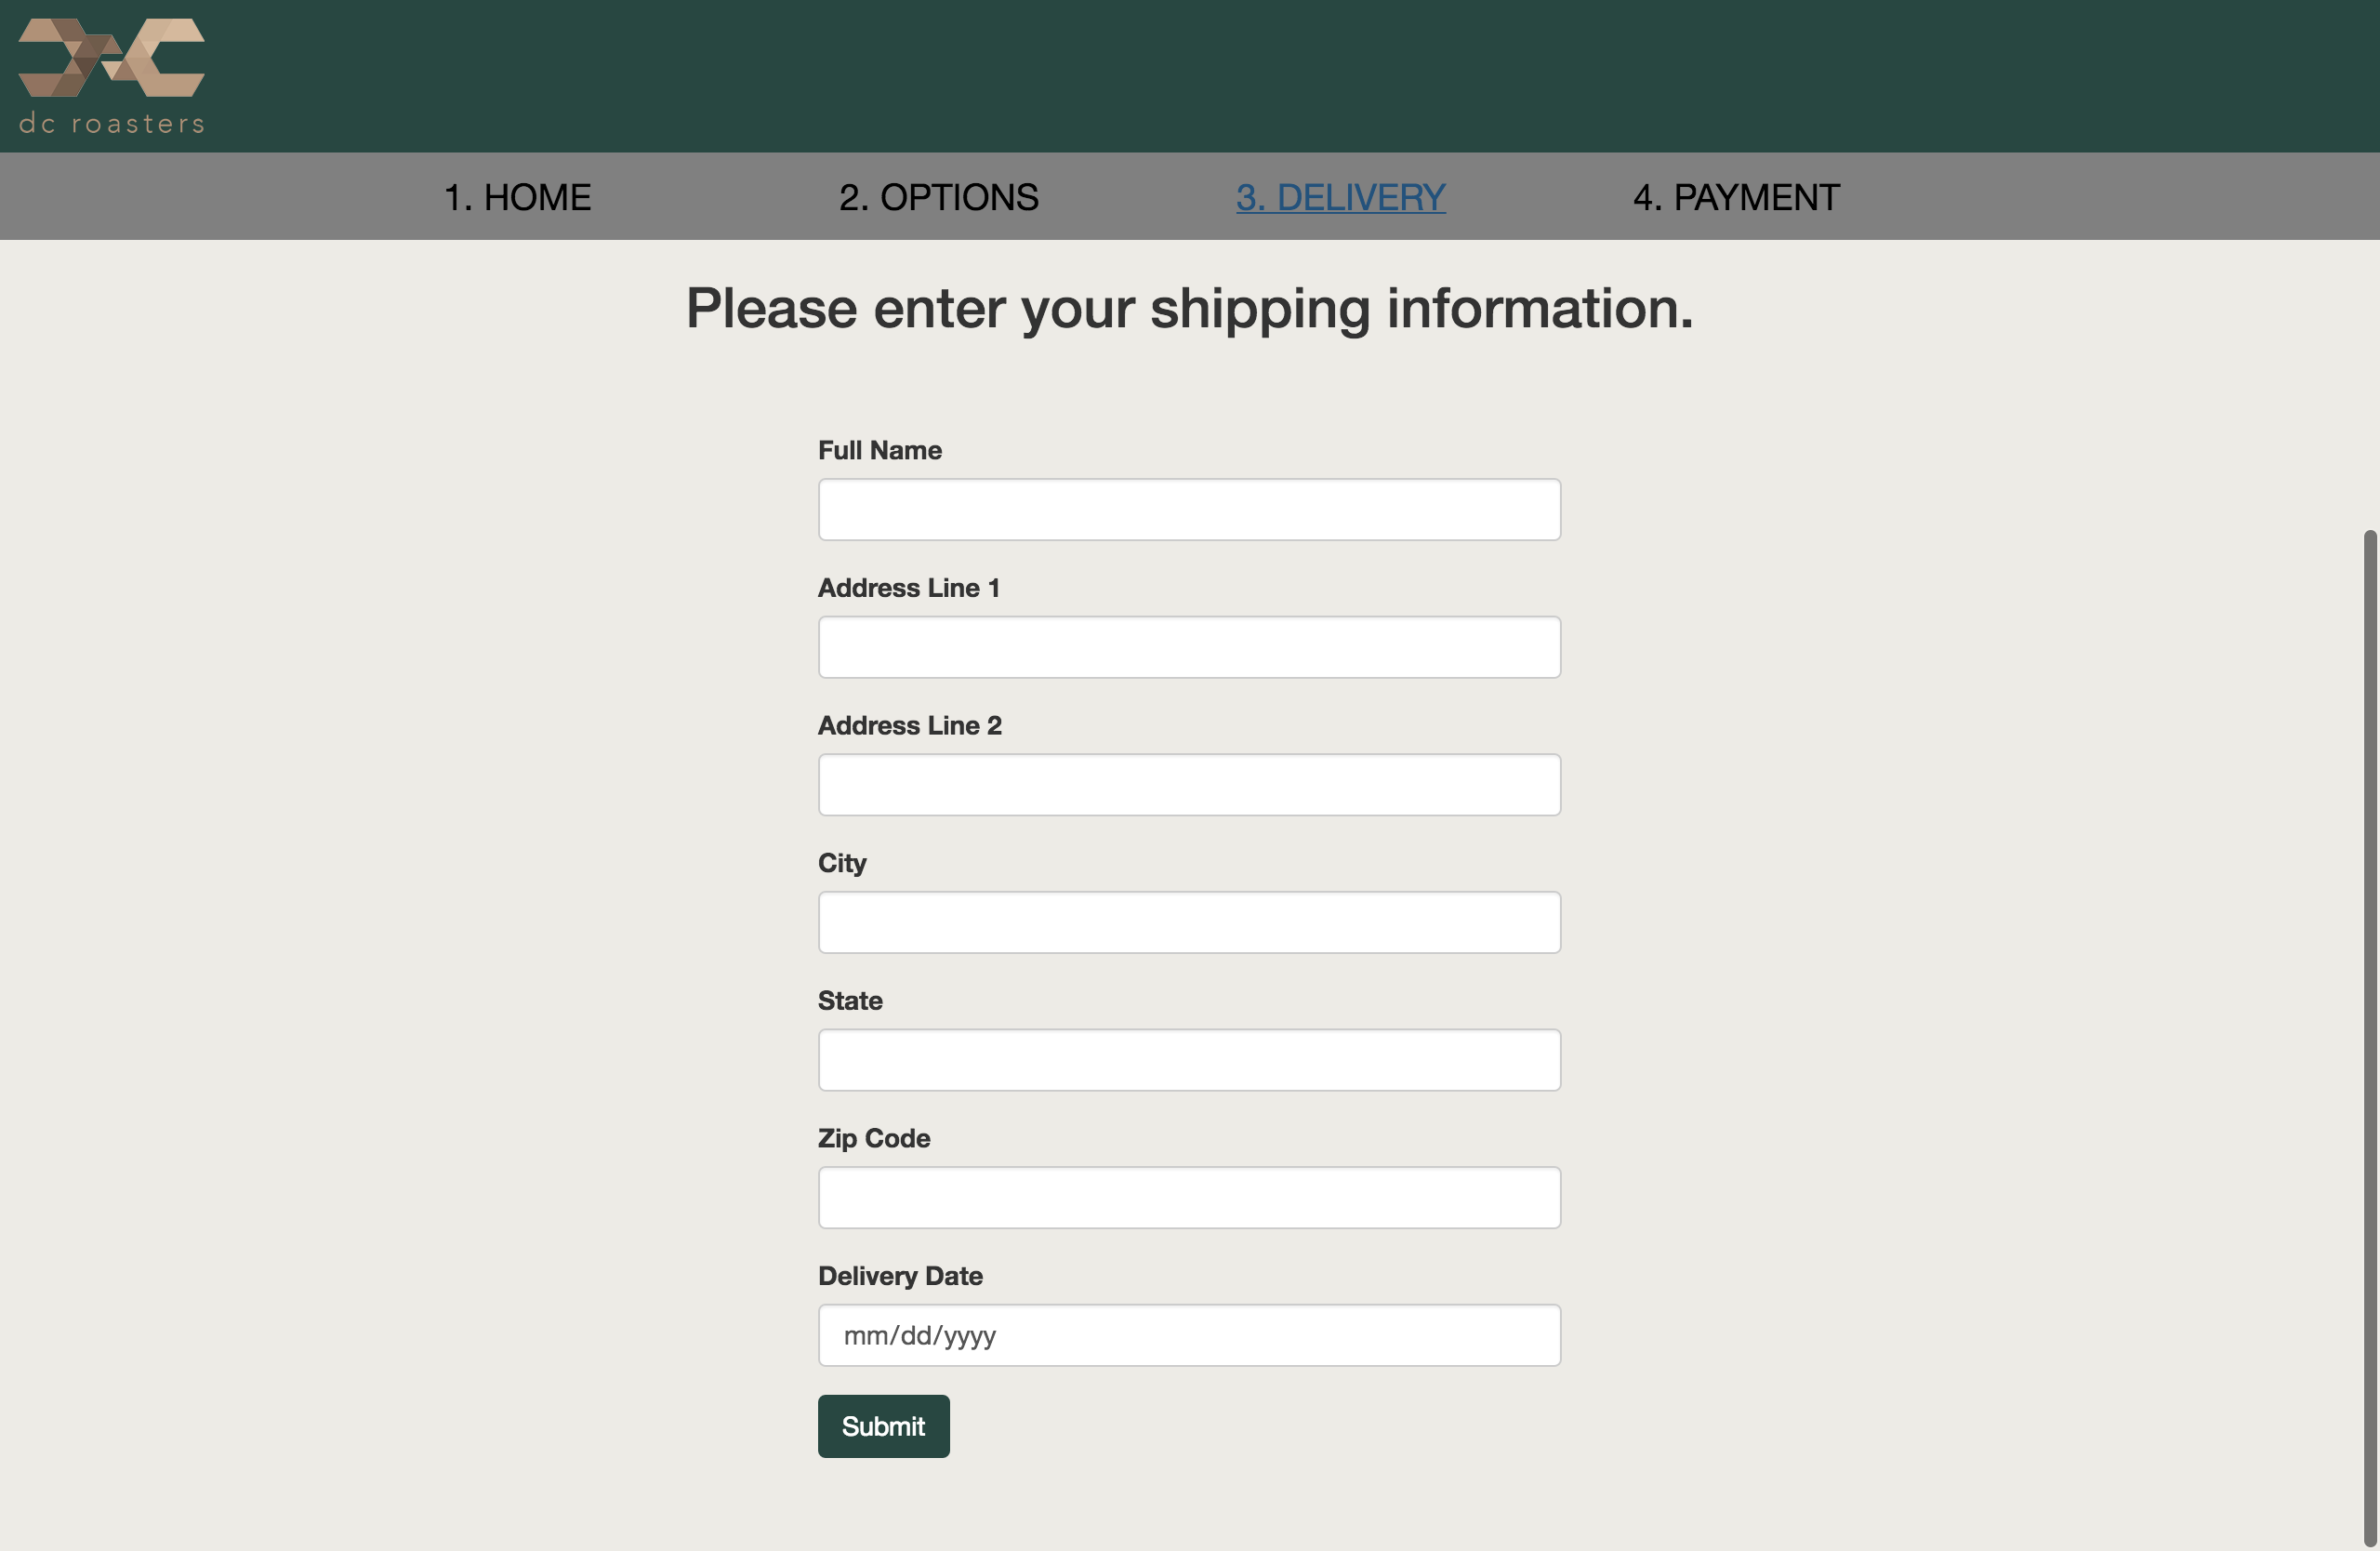 dc roasters
1. HOME 2. OPTIONS 3. DELIVERY 4. PAYMENT
Please enter your shipping information.
Full Name
Address Line 1
Address Line 2
City
State
Zip Code
Delivery Date
mm/dd/yyyy
Submit